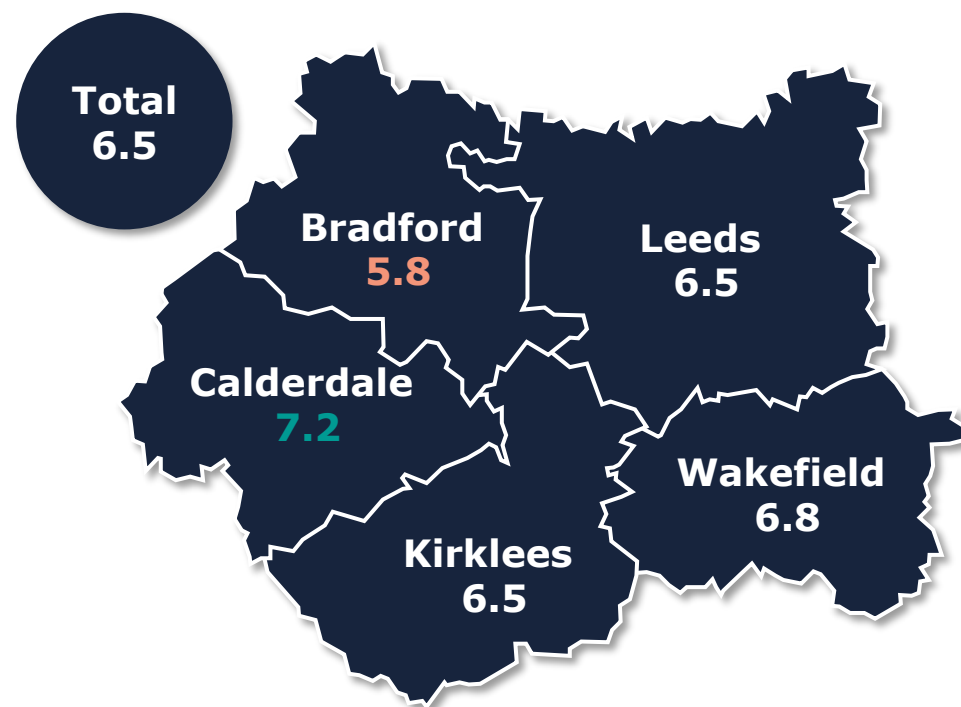 Total
6.5
Bradford
5.8
Leeds
6.5
Calderdale
7.2
Wakefield
6.8
Kirklees
6.5